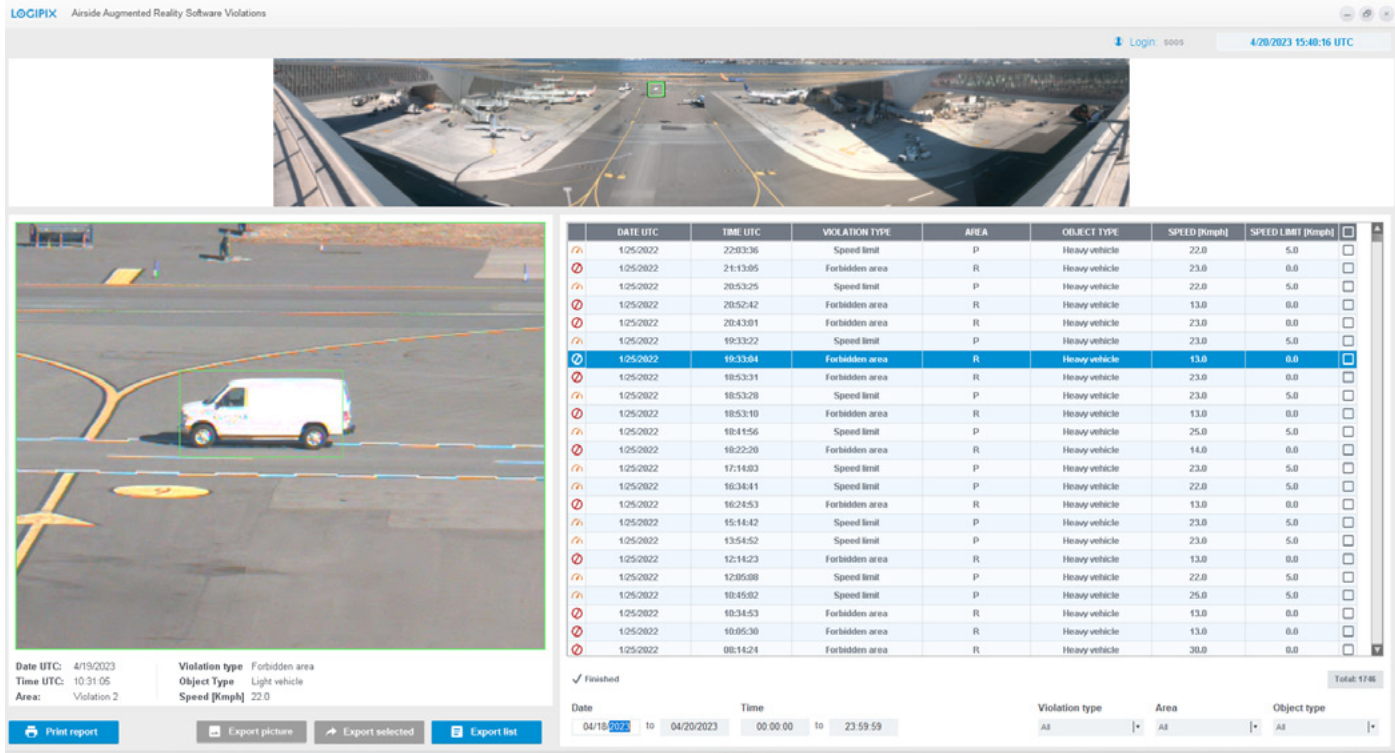 LOGIPIX Airside Augmented Reality Software Violations
Login: soos 4/20/2023 15:40:16 UTC
DATE UTC TIME UTC VIOLATION TYPE AREA OBJECT TYPE SPEED [Kmph] SPEED LIMIT [Kmph]
1/25/2022 22:03:36 Speed limit P Heavy vehicle 22.0 5.0
1/25/2022 21:13:05 Forbidden area R Heavy vehicle 23.0 0.0
1/25/2022 20:53:25 Speed limit P Heavy vehicle 22.0 5.0
1/25/2022 20:52:42 Forbidden area R Heavy vehicle 13.0 0.0
1/25/2022 20:43:01 Forbidden area R Heavy vehicle 23.0 0.0
1/25/2022 19:33:22 Speed limit P Heavy vehicle 23.0 5.0
1/25/2022 19:33:04 Forbidden area R Heavy vehicle 13.0 0.0
1/25/2022 18:53:31 Forbidden area R Heavy vehicle 23.0 0.0
1/25/2022 18:53:28 Speed limit P Heavy vehicle 23.0 5.0
1/25/2022 18:53:10 Forbidden area R Heavy vehicle 13.0 0.0
1/25/2022 18:41:56 Speed limit P Heavy vehicle 25.0 5.0
1/25/2022 18:22:20 Forbidden area R Heavy vehicle 14.0 0.0
1/25/2022 17:14:03 Speed limit P Heavy vehicle 23.0 5.0
1/25/2022 16:34:41 Speed limit P Heavy vehicle 22.0 5.0
1/25/2022 16:24:53 Forbidden area R Heavy vehicle 13.0 0.0
1/25/2022 15:14:42 Speed limit P Heavy vehicle 23.0 5.0
1/25/2022 13:54:52 Speed limit P Heavy vehicle 23.0 5.0
1/25/2022 12:14:23 Forbidden area R Heavy vehicle 13.0 0.0
1/25/2022 12:05:08 Speed limit P Heavy vehicle 22.0 5.0
1/25/2022 10:45:02 Speed limit P Heavy vehicle 25.0 5.0
1/25/2022 10:34:53 Forbidden area R Heavy vehicle 13.0 0.0
1/25/2022 10:05:30 Forbidden area R Heavy vehicle 13.0 0.0
1/25/2022 08:14:24 Forbidden area R Heavy vehicle 30.0 0.0
Date UTC: 4/19/2023 Violation type Forbidden area
Time UTC: 10:31:05 Object Type Light vehicle
Area: Violation 2 Speed [Kmph] 22.0
Finished Total: 1746
Date Time Violation type Area Object type
04/18/2023 to 04/20/2023 00:00:00 to 23:59:59 All All All
Print report Export picture Export selected Export list